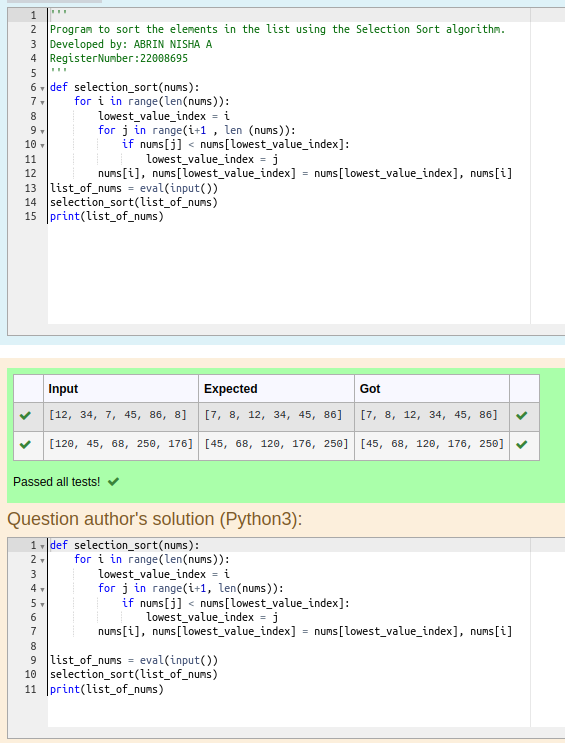 1 '''
2 Program to sort the elements in the list using the Selection Sort algorithm.
3 Developed by: ABRIN NISHA A
4 RegisterNumber:22008695
5 '''
6 def selection_sort(nums):
7     for i in range(len(nums)):
8         lowest_value_index = i
9         for j in range(i+1 , len (nums)):
10             if nums[j] < nums[lowest_value_index]:
11                 lowest_value_index = j
12         nums[i], nums[lowest_value_index] = nums[lowest_value_index], nums[i]
13 list_of_nums = eval(input())
14 selection_sort(list_of_nums)
15 print(list_of_nums)
Input Expected Got
[12, 34, 7, 45, 86, 8] [7, 8, 12, 34, 45, 86] [7, 8, 12, 34, 45, 86]
[120, 45, 68, 250, 176] [45, 68, 120, 176, 250] [45, 68, 120, 176, 250]
Passed all tests!
Question author's solution (Python3):
1 def selection_sort(nums):
2     for i in range(len(nums)):
3         lowest_value_index = i
4         for j in range(i+1, len(nums)):
5             if nums[j] < nums[lowest_value_index]:
6                 lowest_value_index = j
7         nums[i], nums[lowest_value_index] = nums[lowest_value_index], nums[i]
8
9 list_of_nums = eval(input())
10 selection_sort(list_of_nums)
11 print(list_of_nums)